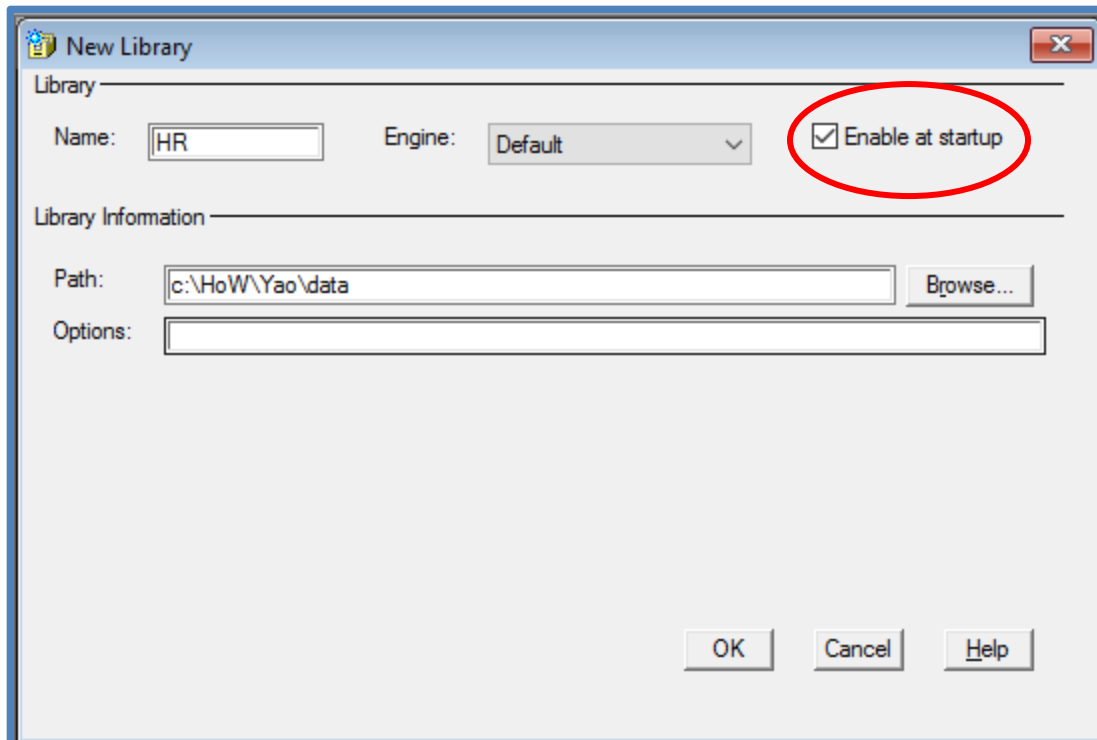 New Library
Library
Name: HR Engine: Default Enable at startup
Library Information
Path: c:\HoW\Yao\data Browse...
Options:
OK Cancel Help